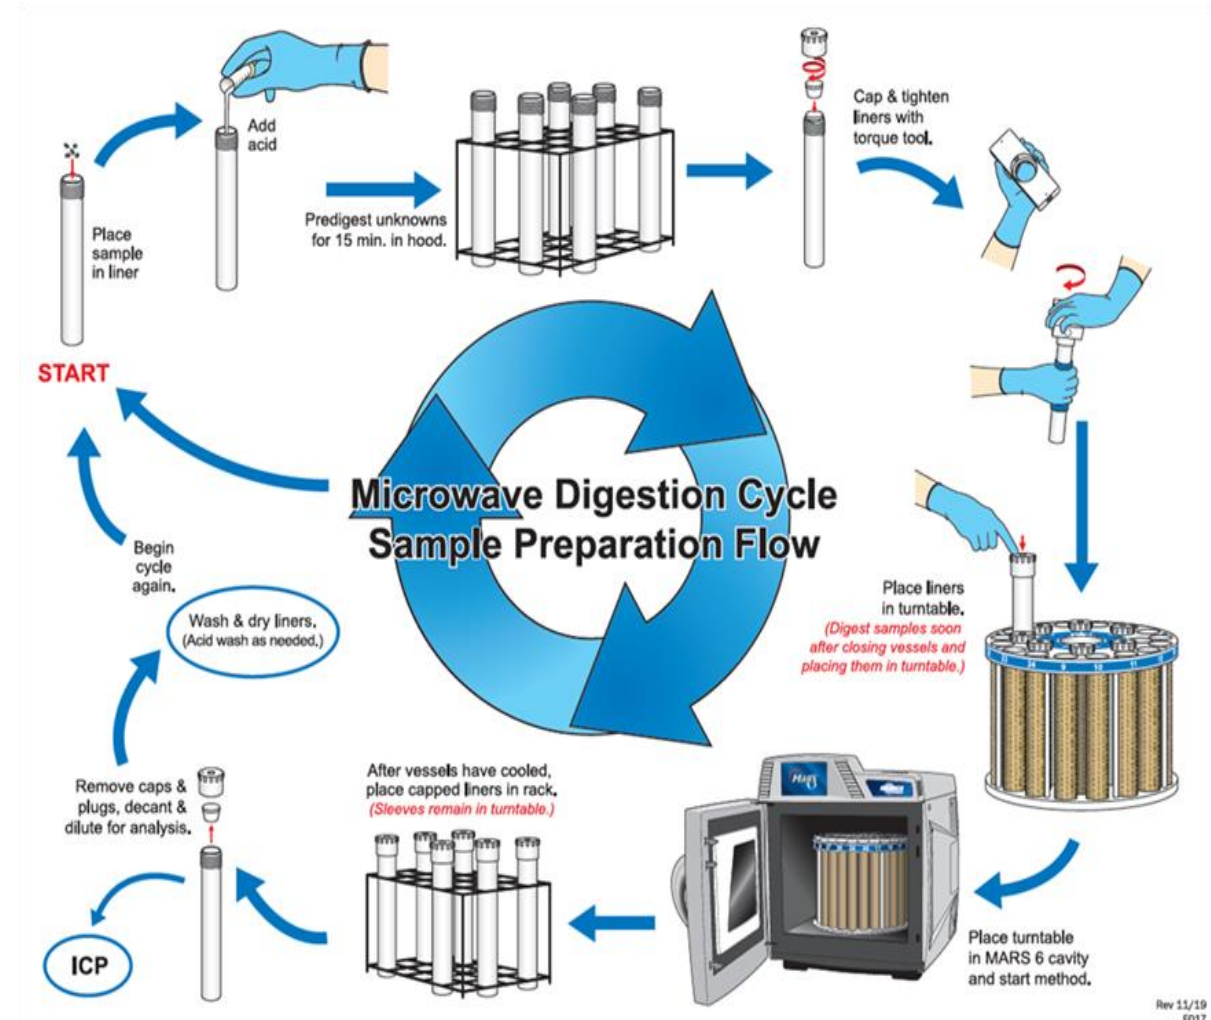 Place
sample
in liner
START
Add
acid
Predigest unknowns
for 15 min. in hood.
Cap & tighten
liners with
torque tool.
Microwave Digestion Cycle
Sample Preparation Flow
Place liners
in turntable.
(Digest samples soon
after closing vessels and
placing them in turntable.)
9
10
11
MARS
Place turntable
in MARS 6 cavity
and start method.
After vessels have cooled,
place capped liners in rack.
(Sleeves remain in turntable.)
Remove caps &
plugs, decant &
dilute for analysis.
ICP
Wash & dry liners.
(Acid wash as needed.)
Begin
cycle
again.
Rev 11/19